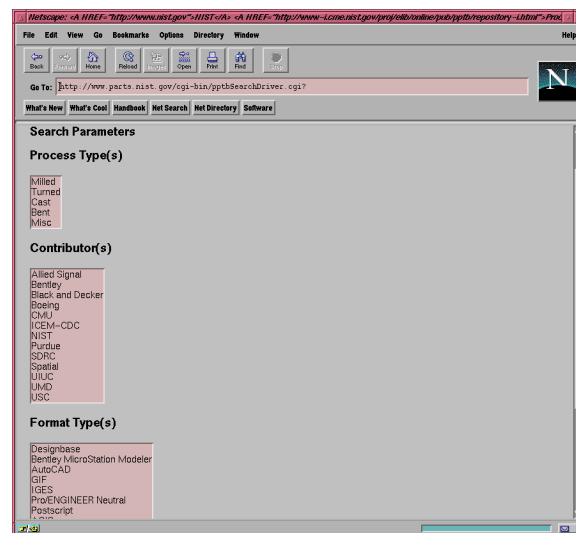 Netscape: <A HREF="http://www.nist.gov">NIST</A> <A HREF="http://www-i.cme.nist.gov/proj/elib/online/pub/pptb/repository-i.html">Proc
File Edit View Go Bookmarks Options Directory Window Help
Back Home Reload Images Open Print Find Stop
N
Go To: http://www.parts.nist.gov/cgi-bin/pptbSearchDriver.cgi?
What's New What's Cool Handbook Net Search Net Directory Software
Search Parameters
Process Type(s)
Milled
Turned
Cast
Bent
Misc
Contributor(s)
Allied Signal
Bentley
Black and Decker
Boeing
CMU
ICEM-CDC
NIST
Purdue
SDRC
Spatial
UIUC
UMD
USC
Format Type(s)
Designbase
Bentley MicroStation Modeler
AutoCAD
GIF
IGES
Pro/ENGINEER Neutral
Postscript